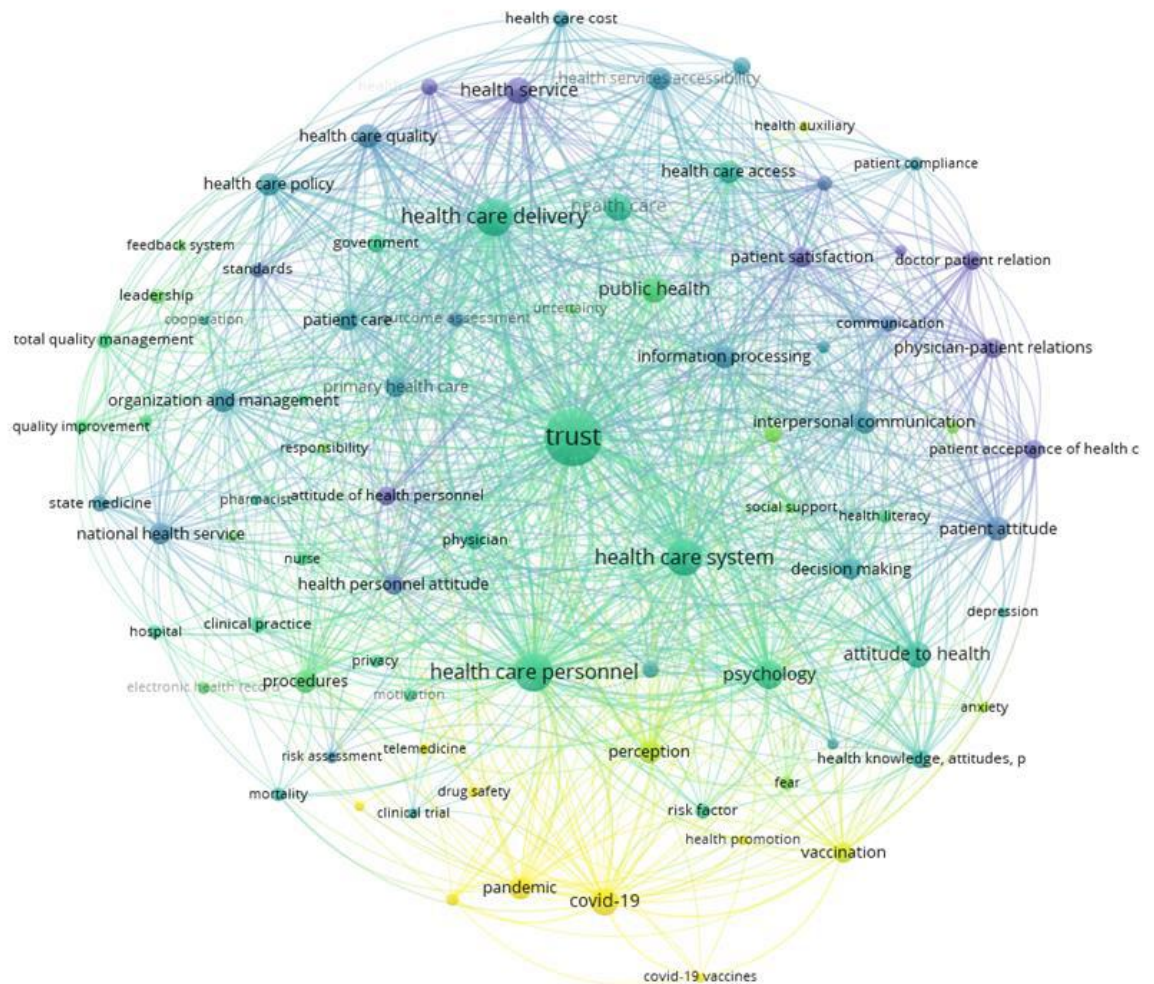 health care cost
health services accessibility
health service
health auxiliary
health care quality
patient compliance
health care access
health care policy
health care
health care delivery
government
feedback system
patient satisfaction
doctor patient relation
standards
public health
leadership
uncertainty
cooperation
patient care
outcome assessment
communication
total quality management
physician-patient relations
information processing
primary health care
organization and management
interpersonal communication
quality improvement
trust
responsibility
patient acceptance of health c
attitude of health personnel
pharmacist
state medicine
social support
health literacy
patient attitude
national health service
physician
nurse
health care system
decision making
health personnel attitude
depression
clinical practice
hospital
attitude to health
privacy
health care personnel
psychology
procedures
electronic health record
motivation
anxiety
telemedicine
perception
risk assessment
health knowledge, attitudes, p
fear
drug safety
mortality
clinical trial
risk factor
health promotion
vaccination
pandemic
covid-19
covid-19 vaccines